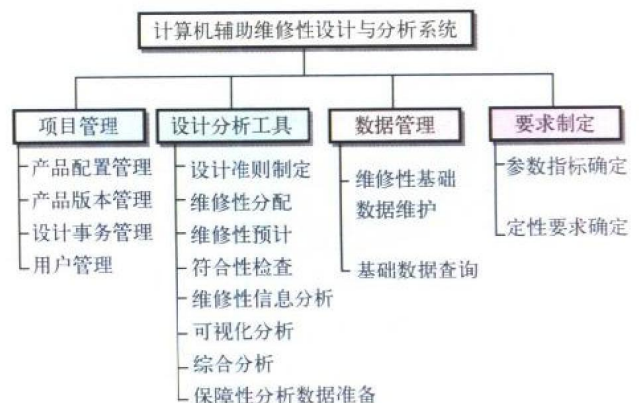 计算机辅助维修性设计与分析系统
项目管理
产品配置管理
产品版本管理
设计事务管理
用户管理
设计分析工具
设计准则制定
维修性分配
维修性预计
符合性检查
维修性信息分析
可视化分析
综合分析
保障性分析数据准备
数据管理
维修性基础
数据维护
基础数据查询
要求制定
参数指标确定
定性要求确定